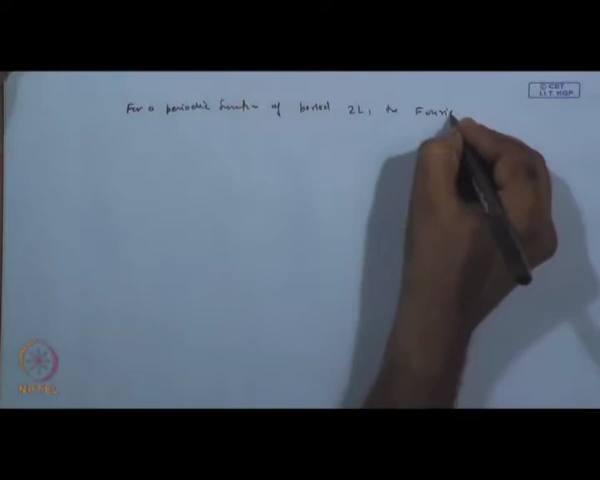 For a periodic function of period 2L, the Fourie
© CET
I.I.T. KGP
NPTEL